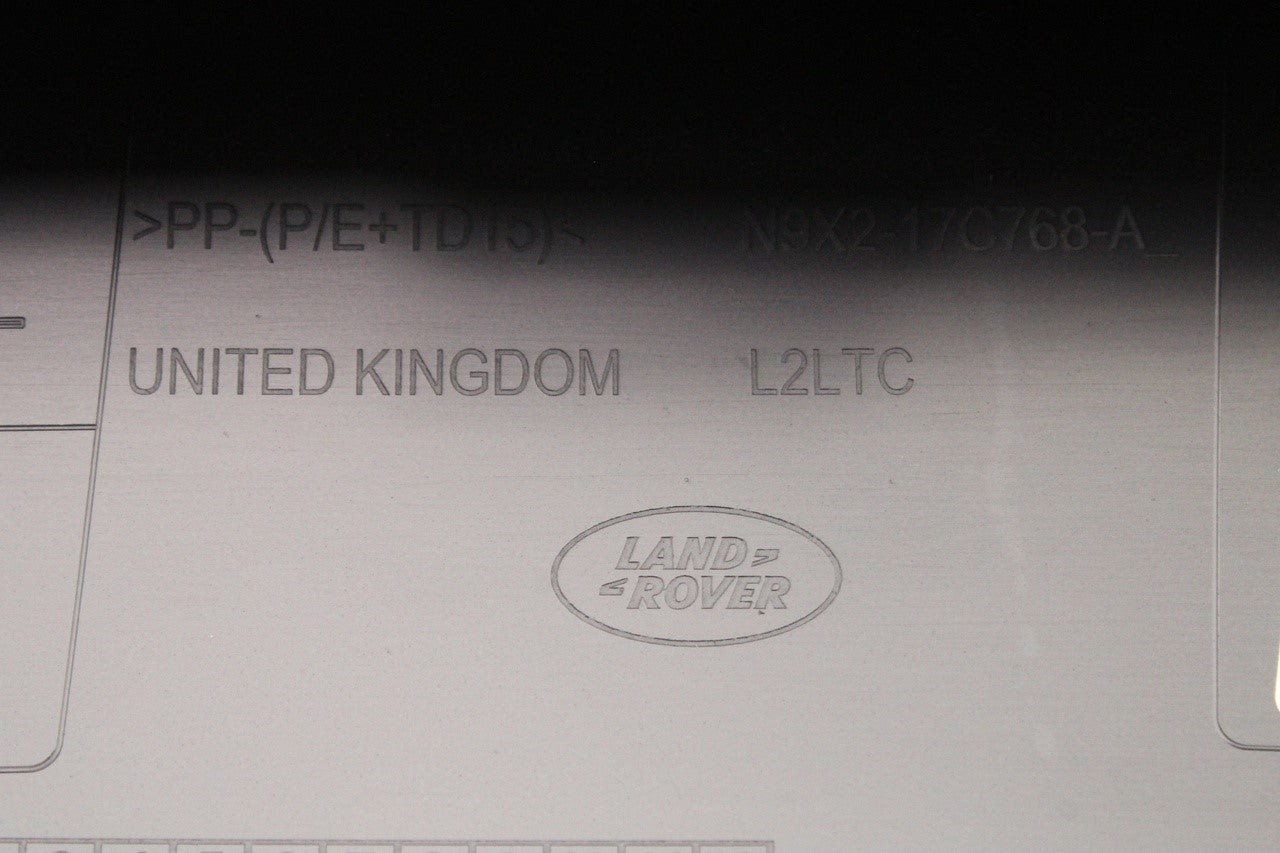 >PP-(P/E+TD15)< N9X2-17C768-A_
UNITED KINGDOM L2LTC
LAND
ROVER